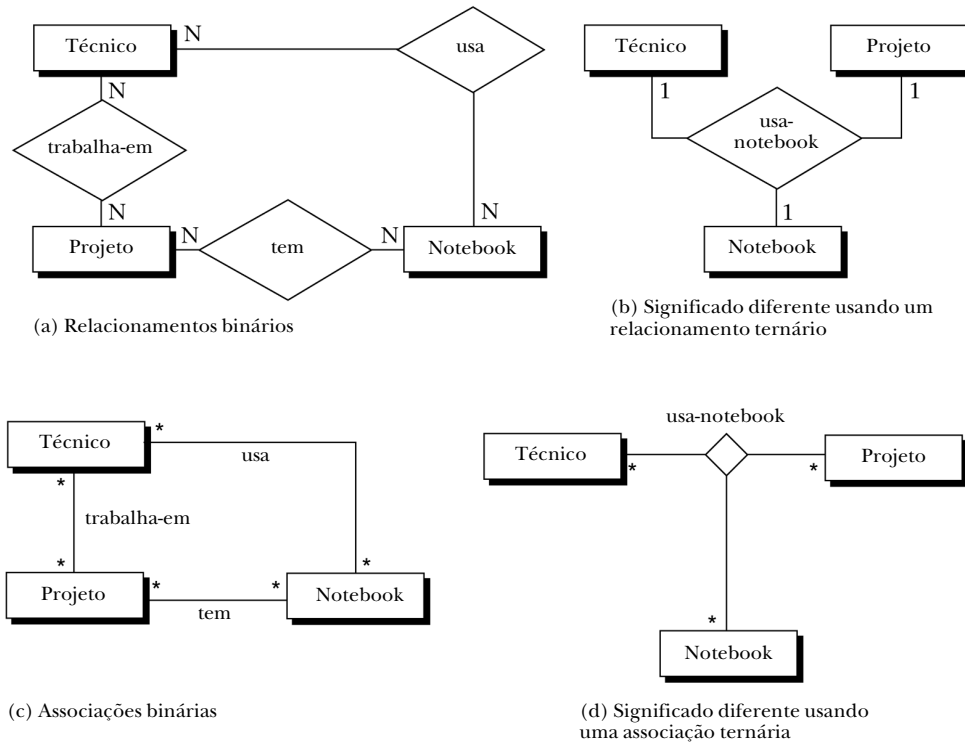 Técnico
N
usa
N
trabalha-em
N
Projeto
N
tem
N
Notebook
N
(a) Relacionamentos binários
Técnico
Projeto
1
1
usa-
notebook
1
Notebook
(b) Significado diferente usando um
relacionamento ternário
Técnico
*
usa
*
trabalha-em
*
*
Projeto
*
tem
*
Notebook
*
(c) Associações binárias
usa-notebook
Técnico
*
*
Projeto
*
Notebook
(d) Significado diferente usando
uma associação ternária